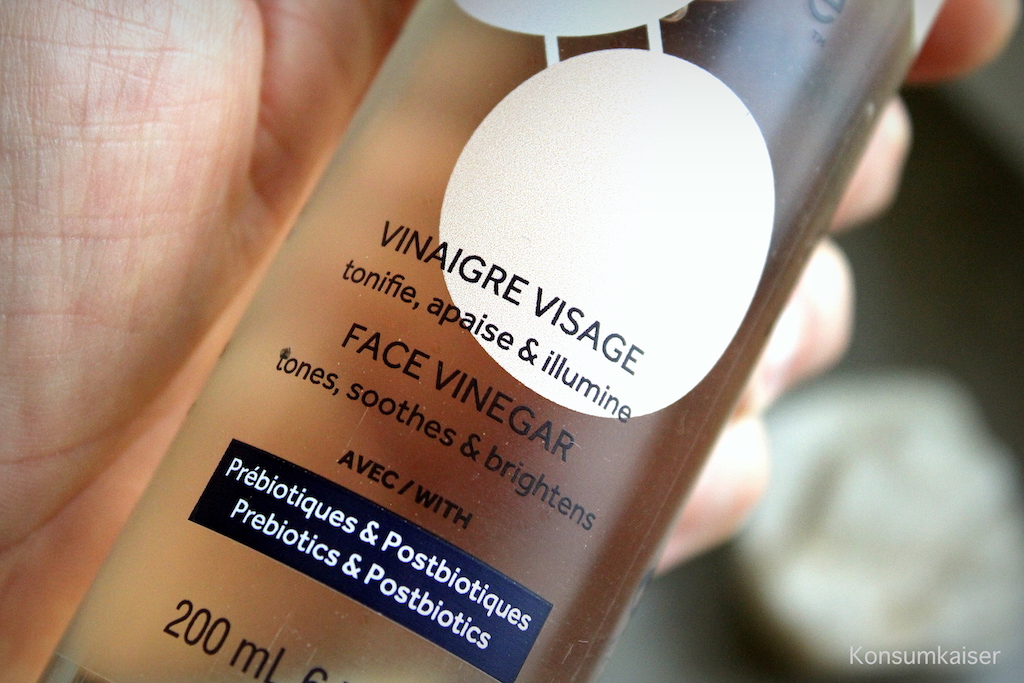 VINAIGRE VISAGE
tonifie, apaise & illumine
FACE VINEGAR
tones, soothes & brightens
AVEC / WITH
Prébiotiques & Postbiotiques
Prebiotics & Postbiotics
200 mL
Konsumkaiser